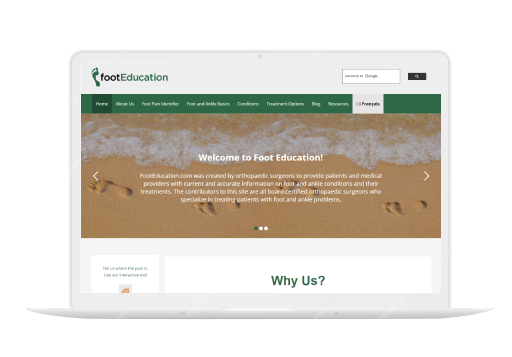 footEducation
ENHANCED BY Google
Home About Us Foot Pain Identifier Foot and Ankle Basics Conditions Treatment Options Blog Resources Français
Welcome to Foot Education!
FootEducation.com was created by orthopaedic surgeons to provide patients and medical
providers with current and accurate information on foot and ankle conditions and their
treatments. The contributors to this site are all board certified orthopaedic surgeons who
specialize in treating patients with foot and ankle problems.
Tell us where the pain is.
Use our interactive tool
Why Us?